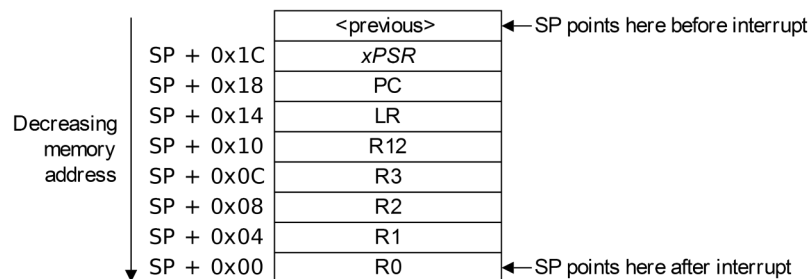 <previous> SP points here before interrupt
SP + 0x1C xPSR
SP + 0x18 PC
SP + 0x14 LR
Decreasing
memory
address
SP + 0x10 R12
SP + 0x0C R3
SP + 0x08 R2
SP + 0x04 R1
SP + 0x00 R0 SP points here after interrupt